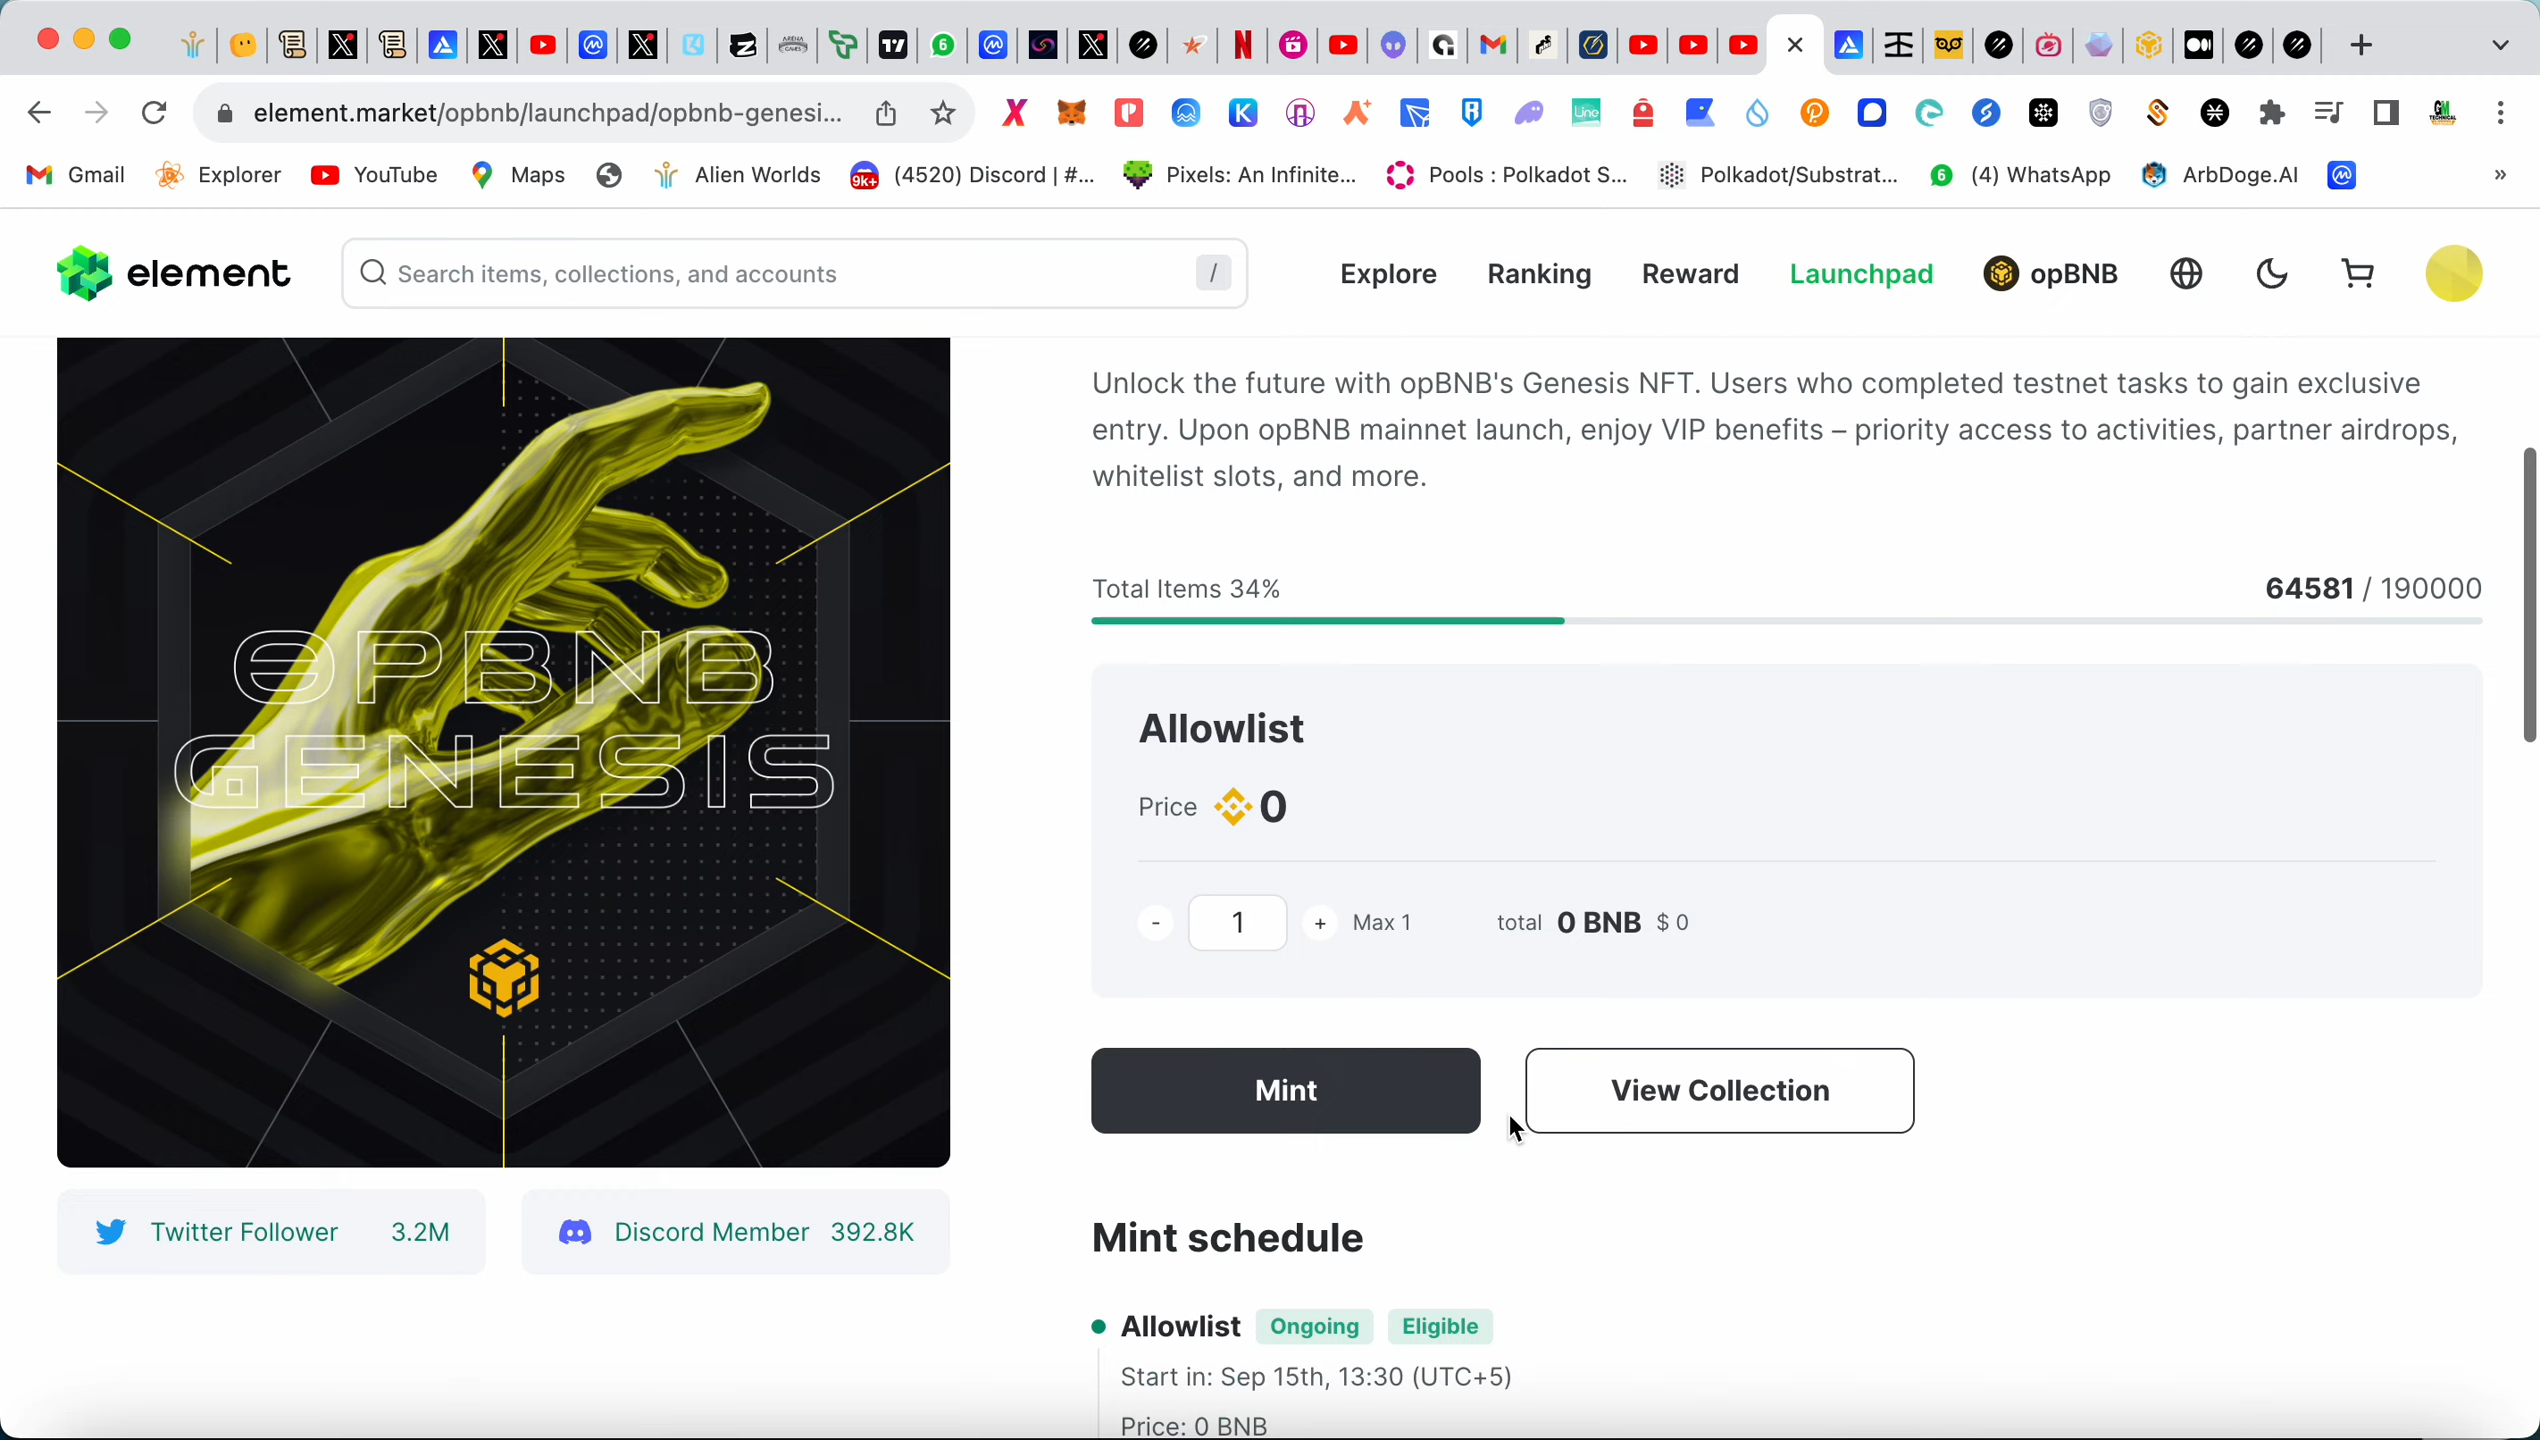 element.market/opbnb/launchpad/opbnb-genesi...
Gmail
Explorer
YouTube
Maps
Alien Worlds
9k+
(4520) Discord | #...
Pixels: An Infinite...
Pools : Polkadot S...
Polkadot/Substrat...
6
(4) WhatsApp
ArbDoge.AI
»
element
Search items, collections, and accounts
/
Explore
Ranking
Reward
Launchpad
opBNB
Unlock the future with opBNB's Genesis NFT. Users who completed testnet tasks to gain exclusive
entry. Upon opBNB mainnet launch, enjoy VIP benefits – priority access to activities, partner airdrops,
whitelist slots, and more.
Total Items 34%
64581 / 190000
OPBNB
GENESIS
Allowlist
Price 0
- 1 + Max 1 total 0 BNB $ 0
Mint
View Collection
Twitter Follower 3.2M
Discord Member 392.8K
Mint schedule
Allowlist Ongoing Eligible
Start in: Sep 15th, 13:30 (UTC+5)
Price: 0 BNB